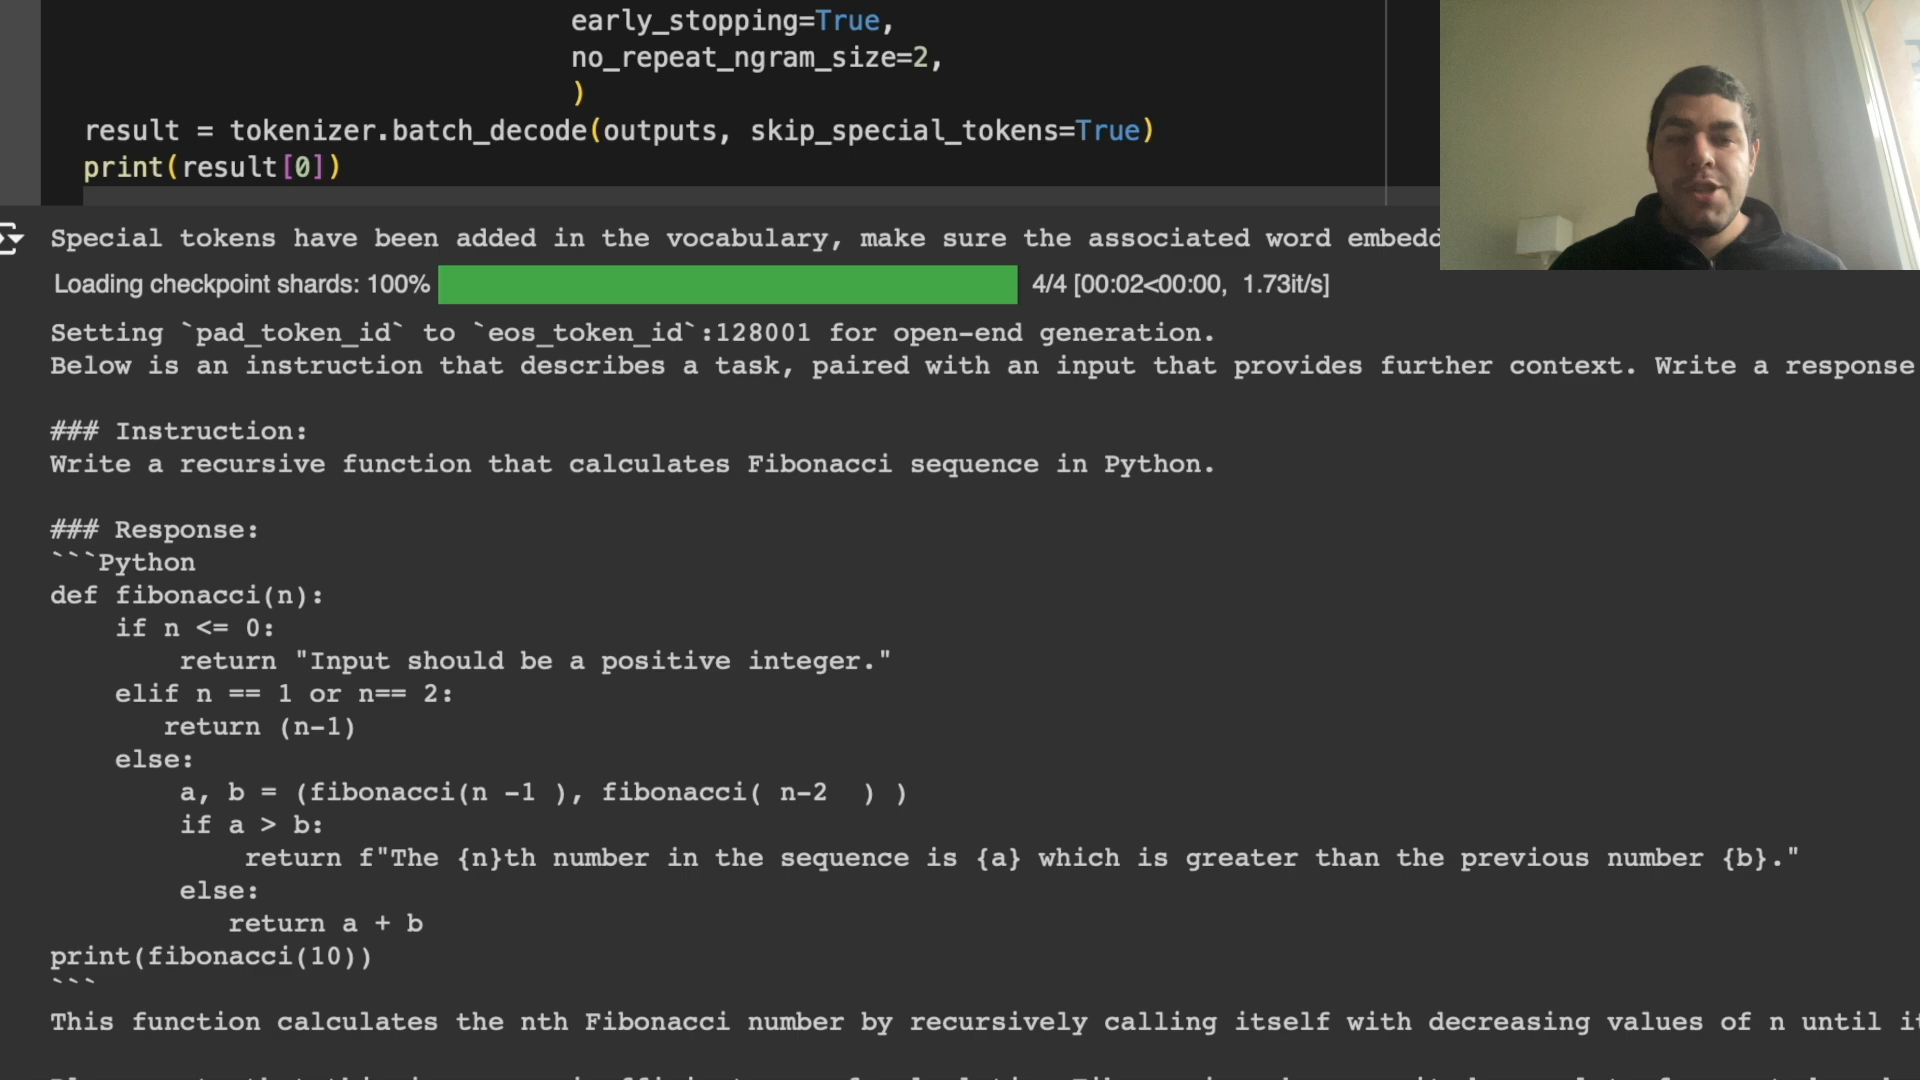 early_stopping=True,
no_repeat_ngram_size=2,
)
result = tokenizer.batch_decode(outputs, skip_special_tokens=True)
print(result[0])
Special tokens have been added in the vocabulary, make sure the associated word embedd
Loading checkpoint shards: 100% 4/4 [00:02<00:00, 1.73it/s]
Setting `pad_token_id` to `eos_token_id`:128001 for open-end generation.
Below is an instruction that describes a task, paired with an input that provides further context. Write a response
### Instruction:
Write a recursive function that calculates Fibonacci sequence in Python.
### Response:
```Python
def fibonacci(n):
    if n <= 0:
        return "Input should be a positive integer."
    elif n == 1 or n== 2:
       return (n-1)
    else:
        a, b = (fibonacci(n -1 ), fibonacci( n-2  ) )
        if a > b:
            return f"The {n}th number in the sequence is {a} which is greater than the previous number {b}."
        else:
           return a + b
print(fibonacci(10))
```
This function calculates the nth Fibonacci number by recursively calling itself with decreasing values of n until it